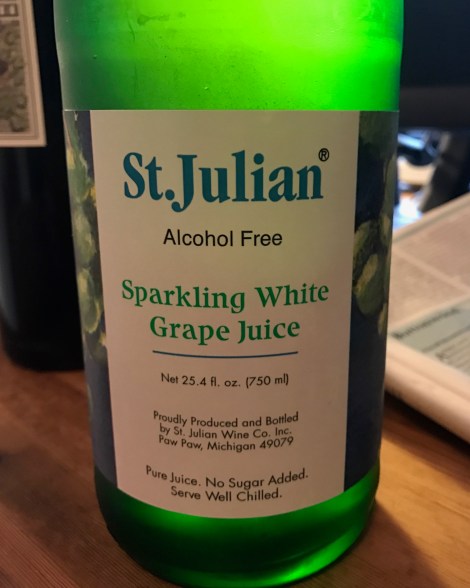 St.Julian®
Alcohol Free
Sparkling White
Grape Juice
Net 25.4 fl. oz. (750 ml)
Proudly Produced and Bottled
by St. Julian Wine Co. Inc.
Paw Paw, Michigan 49079
Pure Juice. No Sugar Added.
Serve Well Chilled.